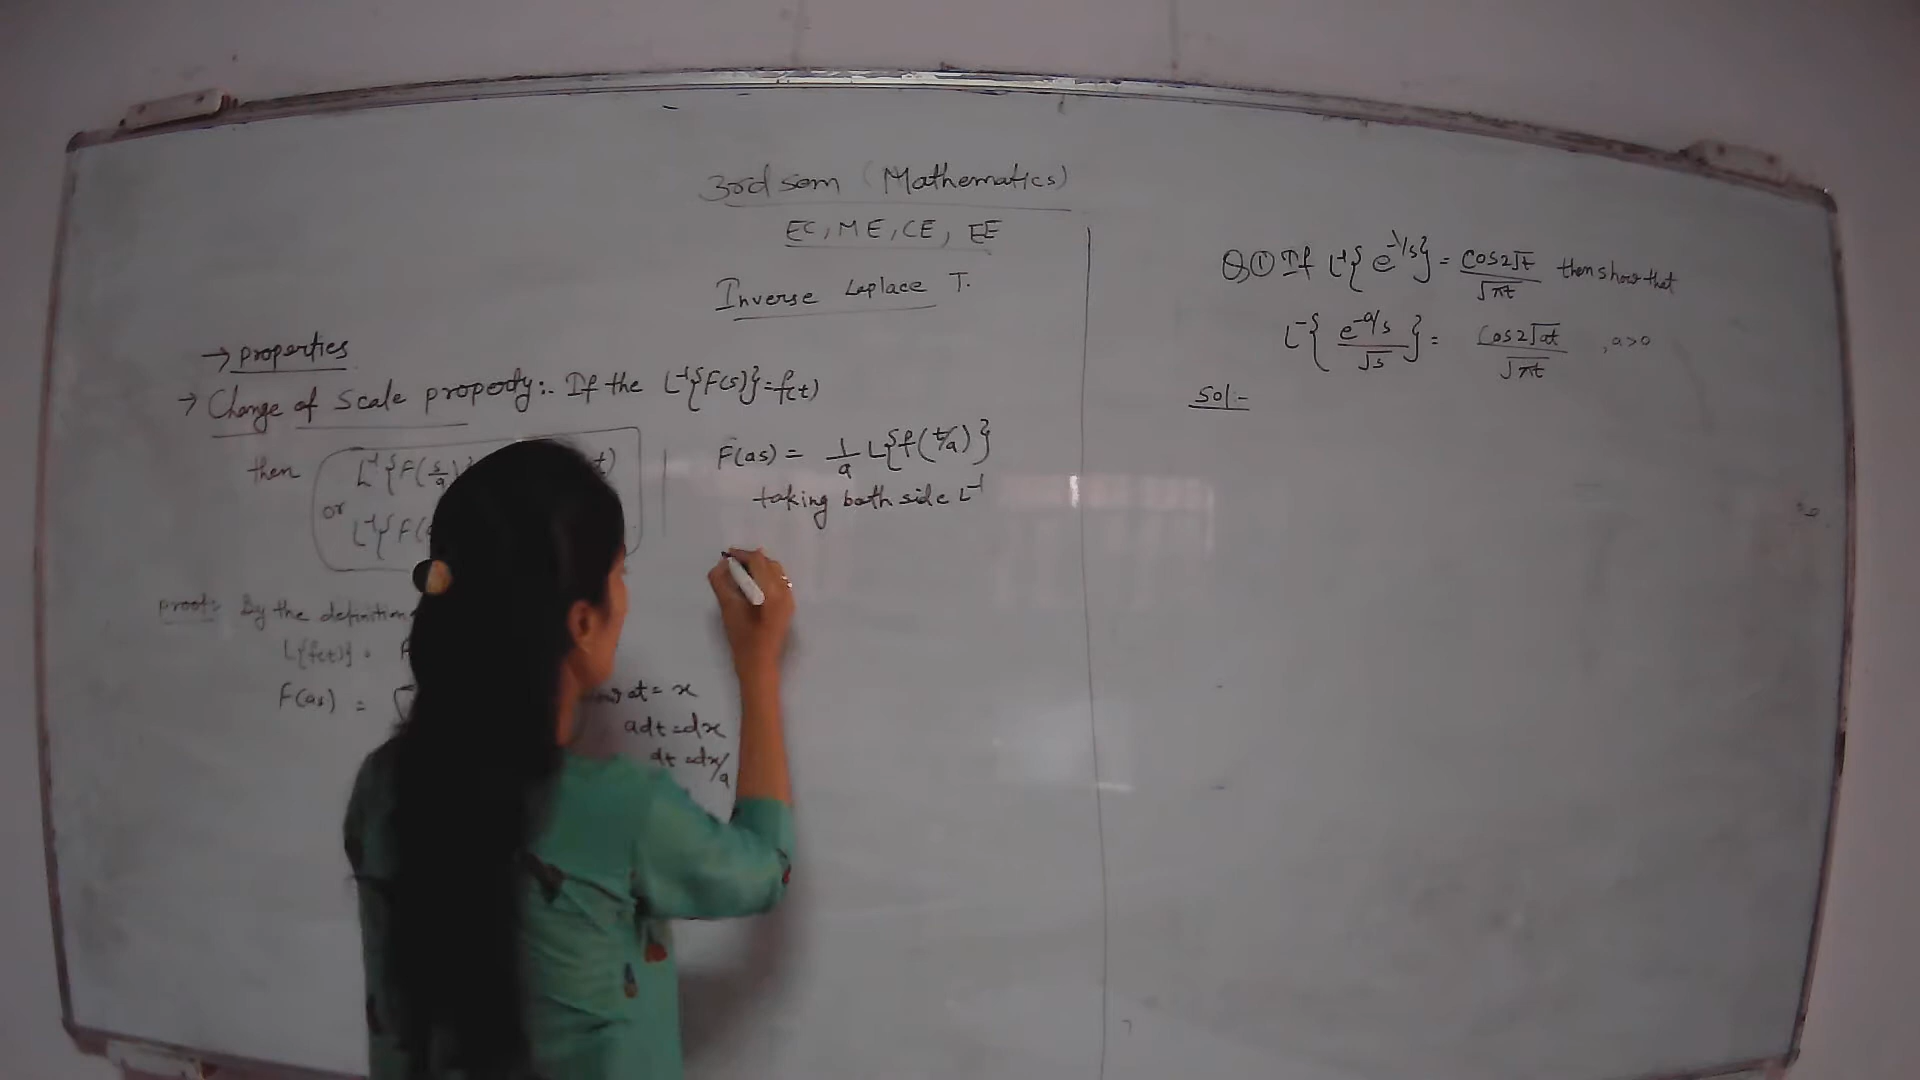 3rd sem (Mathematics)
EC, ME, CE, EE
Inverse Laplace T.
→ properties
→ Change of Scale property:. If the L⁻¹{F(s)}=f(t)
then L⁻¹{F(s/a)} t)
or L⁻¹{F(
proof: By the definition
L{f(t)} =
F(as) = ∫ at = x
adt = dx
dt = dx/a
F(as) = 1/a L{f(t/a)}
taking both side L⁻¹
Q① If L⁻¹{e^-1/s} = cos2√t/√πt then show that
L⁻{e^-a/s/√s} = Cos2√at/√πt , a>0
Sol:-